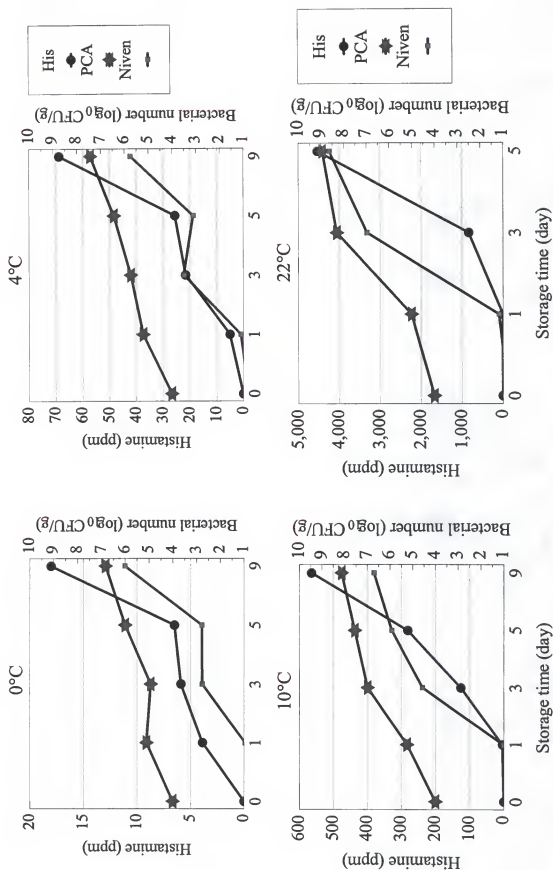 0°C
20
15
10
5
0
Histamine (ppm)
10
9
8
7
6
5
4
3
2
1
Bacterial number (log₀ CFU/g)
0 1 3 5 9
4°C
80
70
60
50
40
30
20
10
0
Histamine (ppm)
10
9
8
7
6
5
4
3
2
1
Bacterial number (log₀ CFU/g)
0 1 3 5 9
His
PCA
Niven
10°C
600
500
400
300
200
100
0
Histamine (ppm)
10
9
8
7
6
5
4
3
2
1
Bacterial number (log₀ CFU/g)
0 1 3 5 9
Storage time (day)
22°C
5,000
4,000
3,000
2,000
1,000
0
Histamine (ppm)
10
9
8
7
6
5
4
3
2
1
Bacterial number (log₀ CFU/g)
0 1 3 5
Storage time (day)
His
PCA
Niven